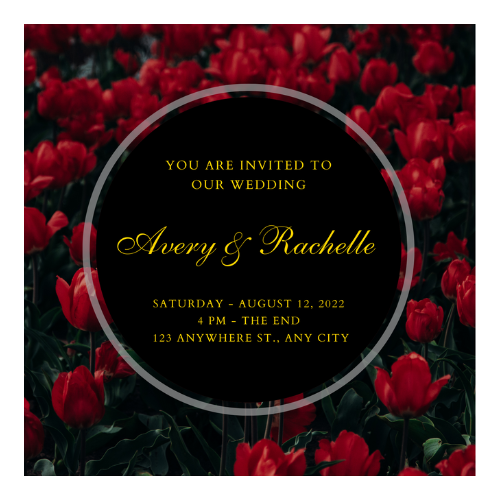 YOU ARE INVITED TO
OUR WEDDING
Avery & Rachelle
SATURDAY - AUGUST 12, 2022
4 PM - THE END
123 ANYWHERE ST., ANY CITY